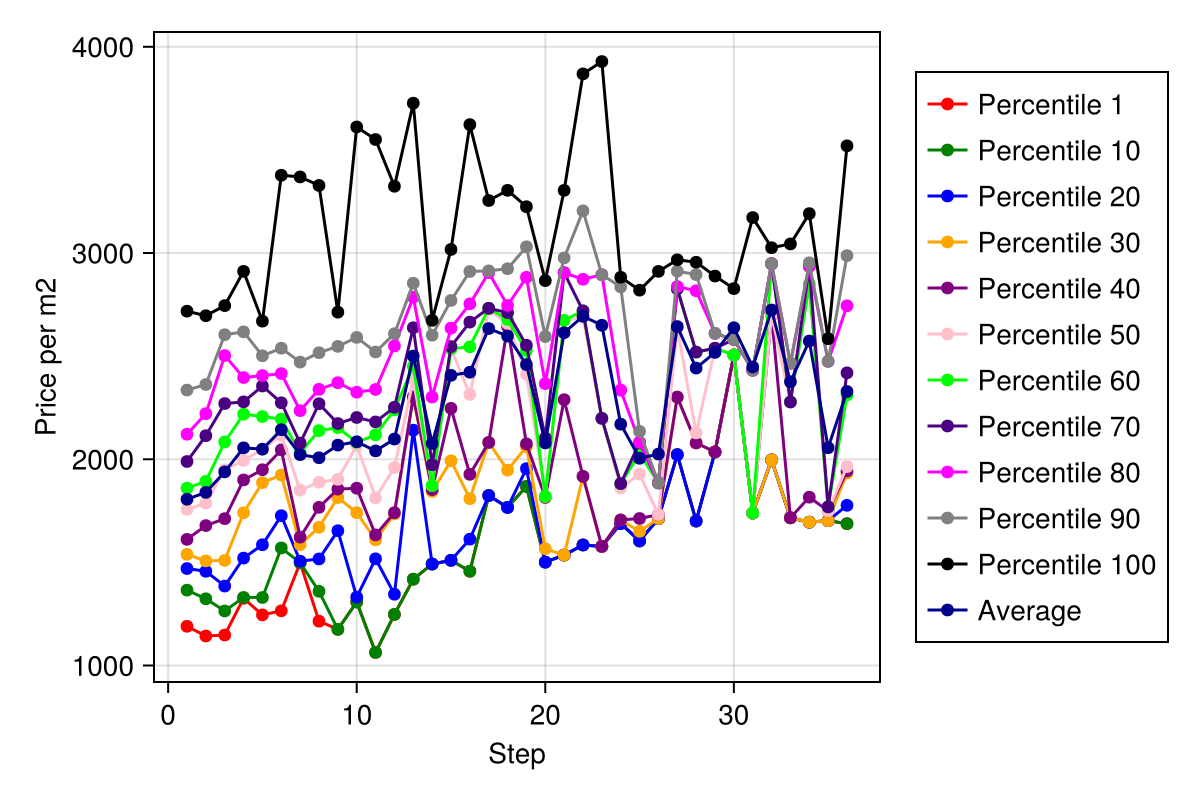 4000
3000
2000
1000
Price per m2
0 10 20 30
Step
Percentile 1
Percentile 10
Percentile 20
Percentile 30
Percentile 40
Percentile 50
Percentile 60
Percentile 70
Percentile 80
Percentile 90
Percentile 100
Average